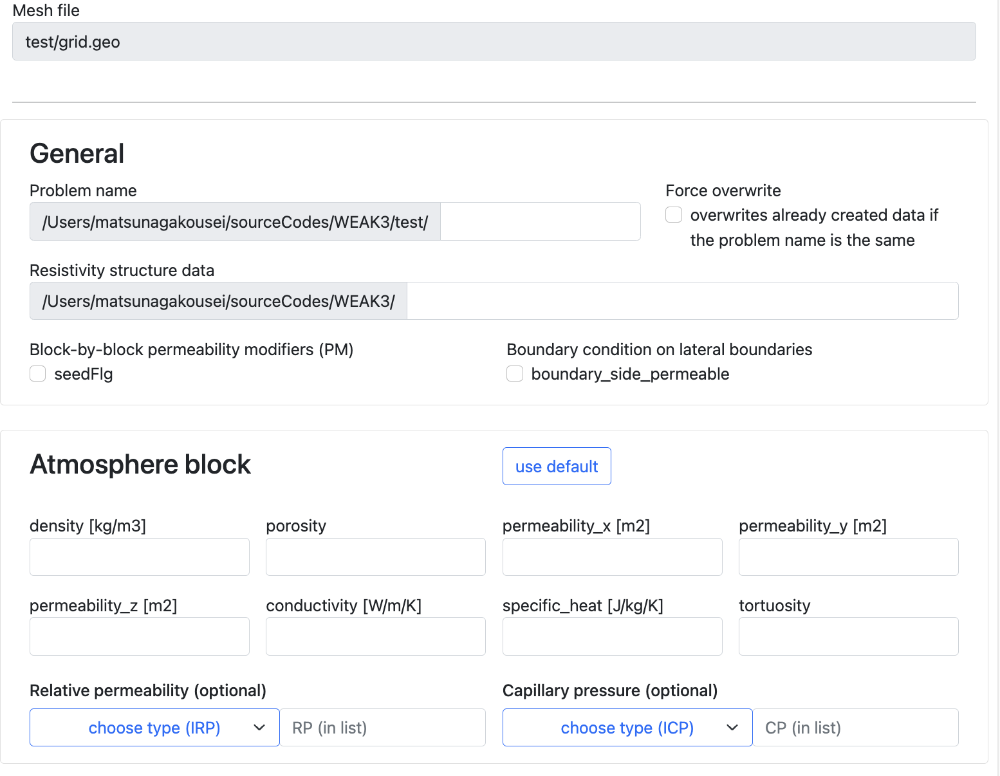 Mesh file
test/grid.geo
General
Problem name
/Users/matsunagakousei/sourceCodes/WEAK3/test/
Force overwrite
overwrites already created data if
the problem name is the same
Resistivity structure data
/Users/matsunagakousei/sourceCodes/WEAK3/
Block-by-block permeability modifiers (PM)
seedFlg
Boundary condition on lateral boundaries
boundary_side_permeable
Atmosphere block
use default
density [kg/m3]
porosity
permeability_x [m2]
permeability_y [m2]
permeability_z [m2]
conductivity [W/m/K]
specific_heat [J/kg/K]
tortuosity
Relative permeability (optional)
choose type (IRP)
RP (in list)
Capillary pressure (optional)
choose type (ICP)
CP (in list)